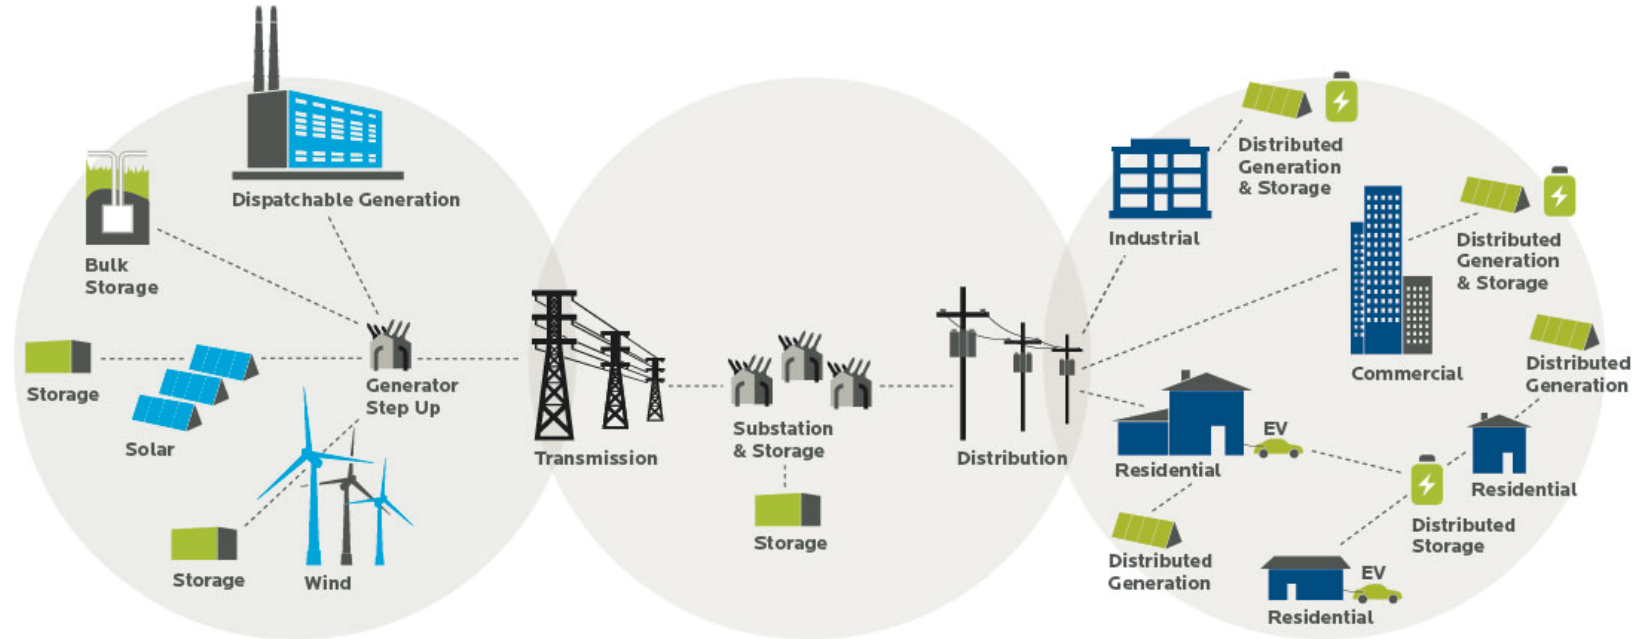 Dispatchable Generation
Bulk
Storage
Storage
Solar
Generator
Step Up
Storage
Wind
Transmission
Substation
& Storage
Storage
Distribution
Industrial
Distributed
Generation
& Storage
Commercial
Distributed
Generation
& Storage
Distributed
Generation
Residential
EV
Distributed
Generation
Residential
Distributed
Storage
EV
Residential